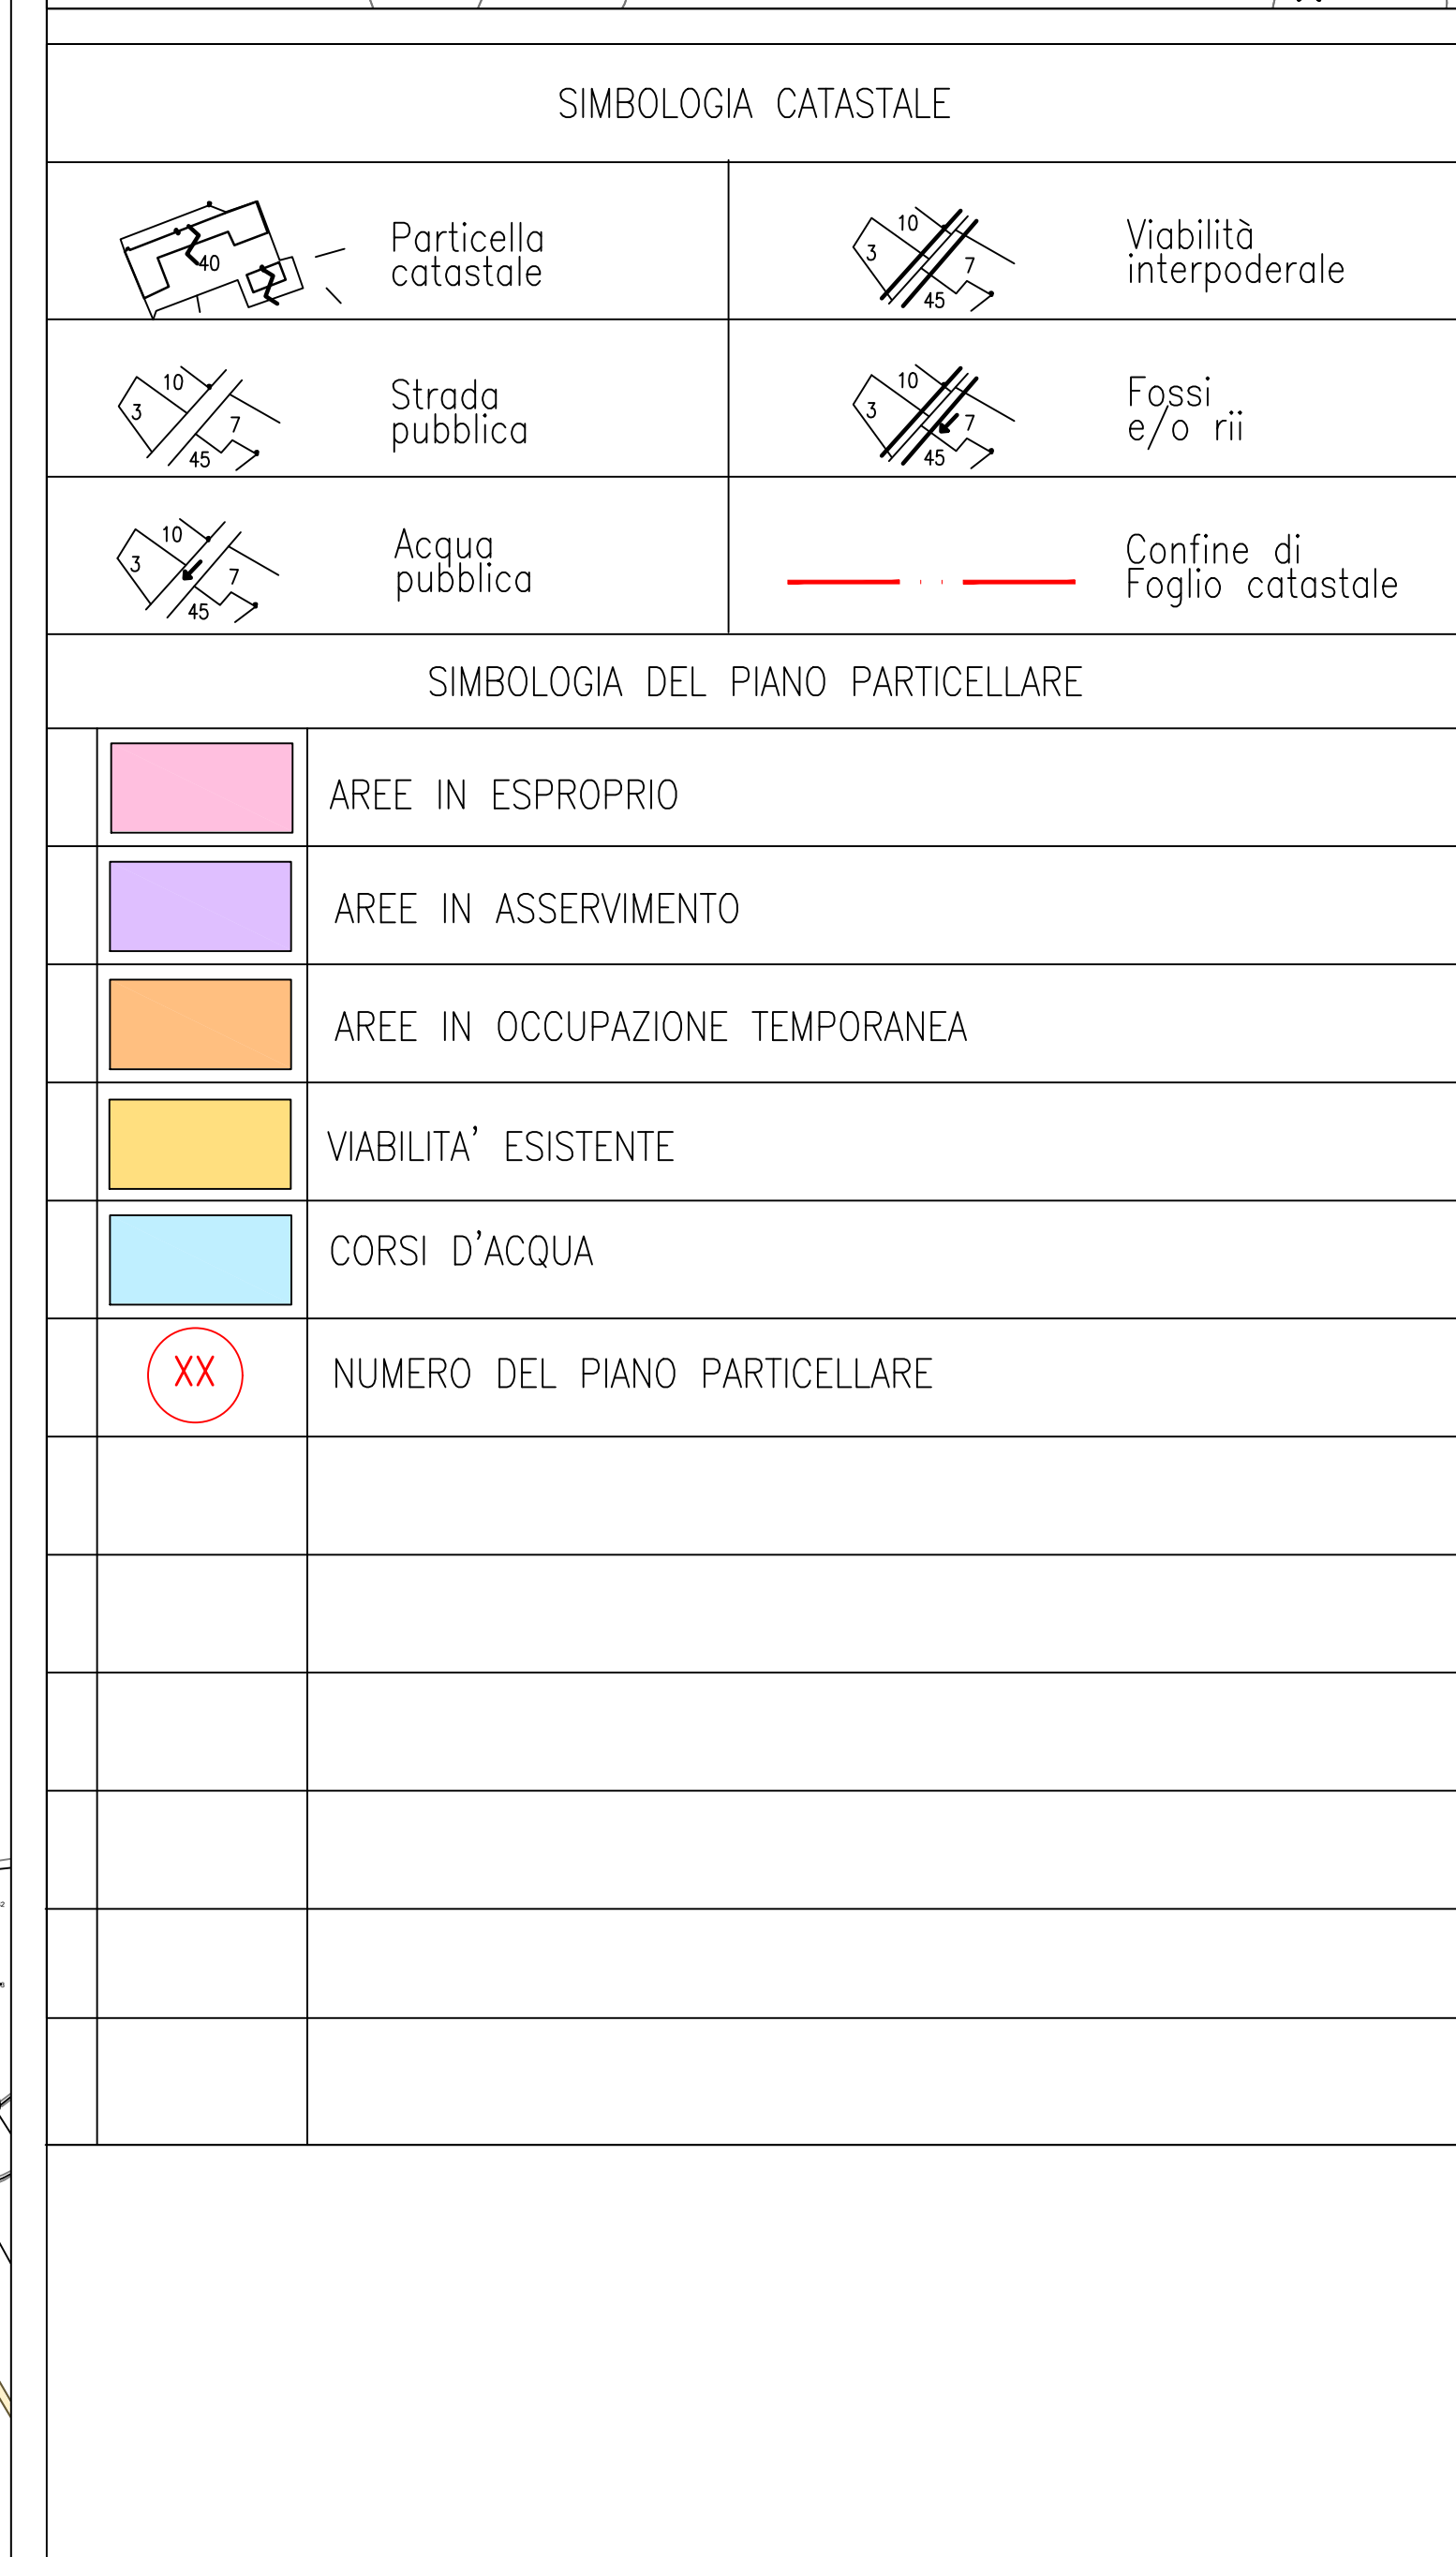 SIMBOLOGIA CATASTALE
40
Particella
catastale
10
3
7
45
Viabilità
interpoderale
10
3
7
45
Strada
pubblica
10
3
7
45
Fossi
e/o rii
10
3
7
45
Acqua
pubblica
Confine di
Foglio catastale
SIMBOLOGIA DEL PIANO PARTICELLARE
AREE IN ESPROPRIO
AREE IN ASSERVIMENTO
AREE IN OCCUPAZIONE TEMPORANEA
VIABILITA' ESISTENTE
CORSI D'ACQUA
XX
NUMERO DEL PIANO PARTICELLARE